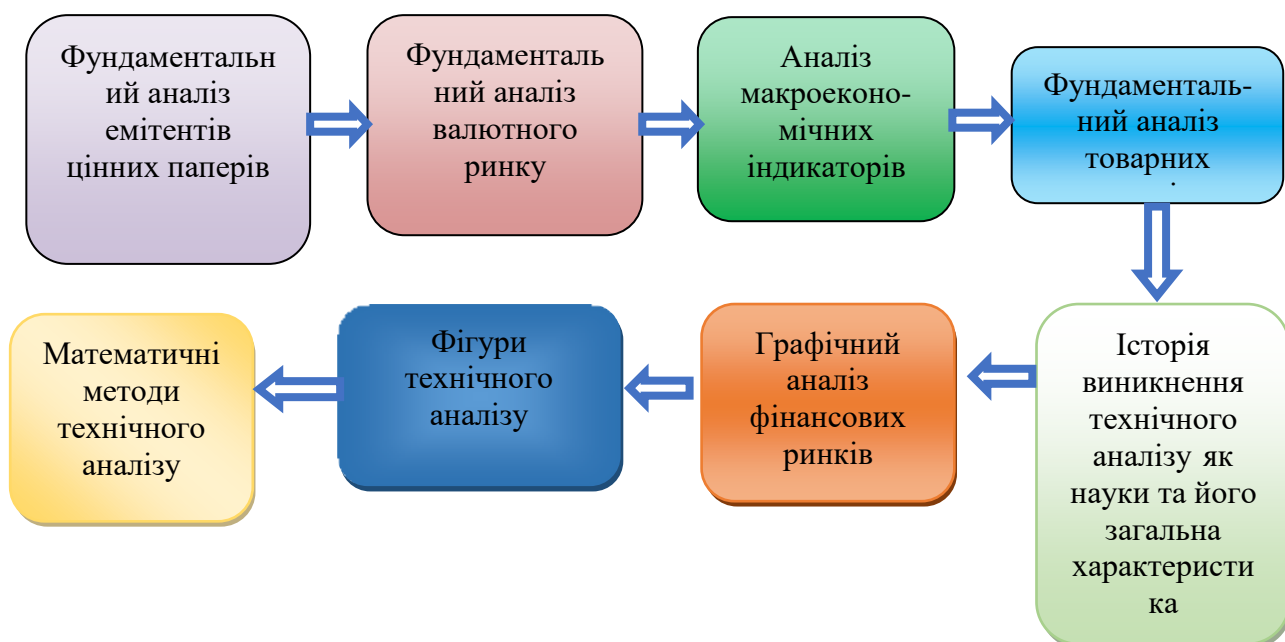 Фундаментальн
ий аналіз
емітентів
цінних паперів
Фундаменталь
ний аналіз
валютного
ринку
Аналіз
макроеконо-
мічних
індикаторів
Фундаменталь-
ний аналіз
товарних
Історія
виникнення
технічного
аналізу як
науки та його
загальна
характеристи
ка
Графічний
аналіз
фінансових
ринків
Фігури
технічного
аналізу
Математичні
методи
технічного
аналізу